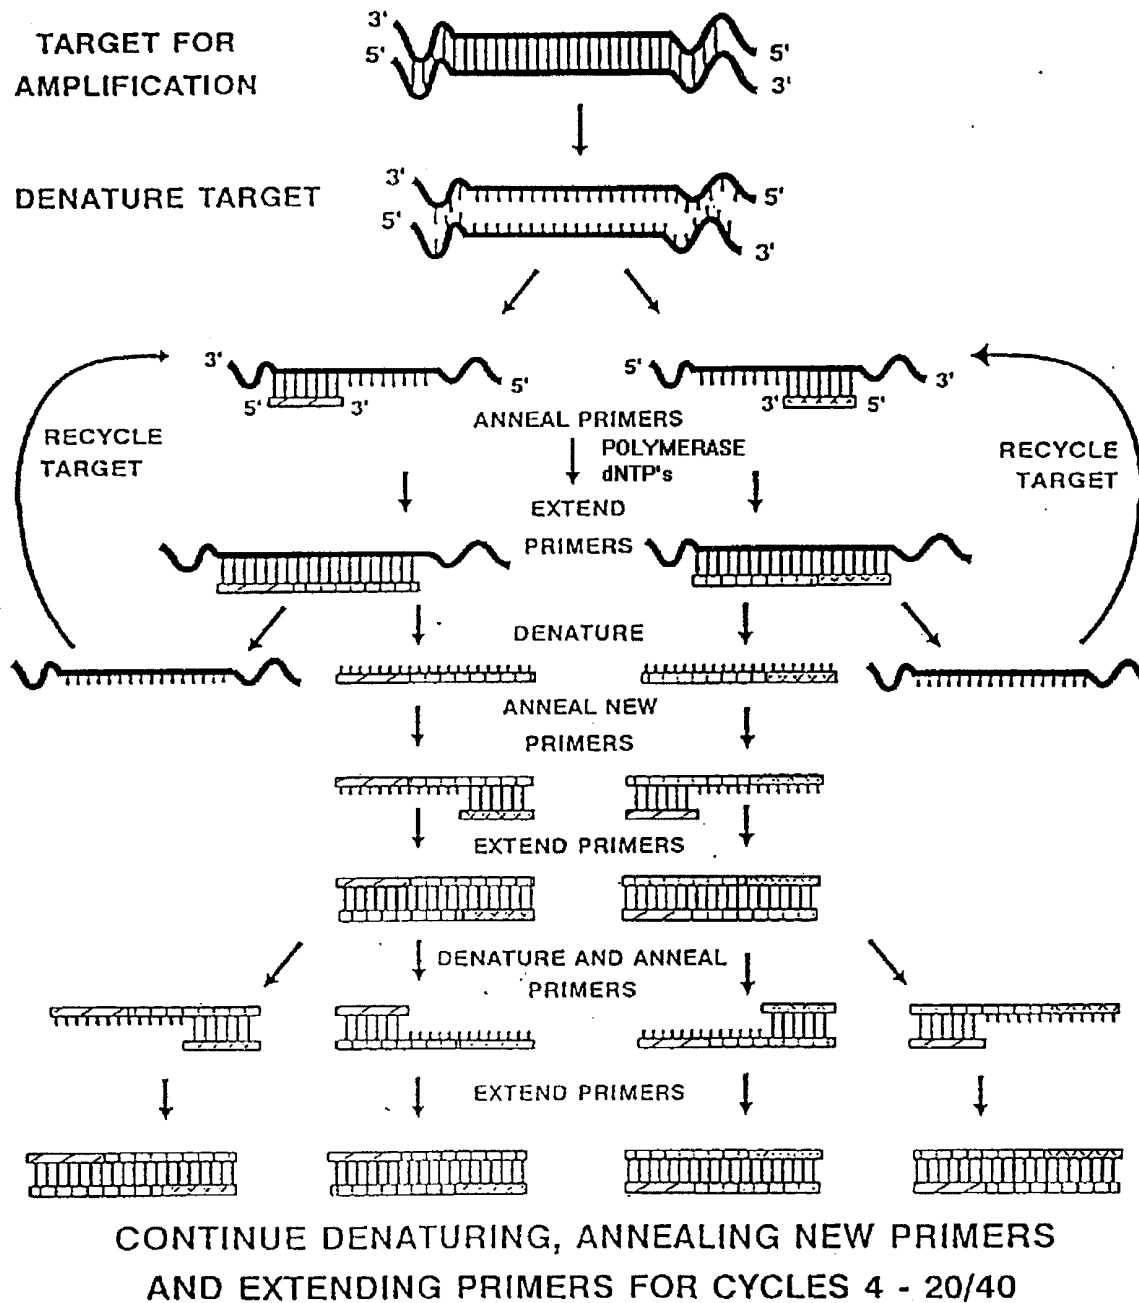 3'
TARGET FOR
5'
5'
AMPLIFICATION
3'
3'
DENATURE TARGET
5'
5'
3'
3'
5'
5'
3'
5'
3'
3'
5'
ANNEAL PRIMERS
RECYCLE
TARGET
POLYMERASE
dNTP's
RECYCLE
TARGET
EXTEND
PRIMERS
DENATURE
ANNEAL NEW
PRIMERS
EXTEND PRIMERS
DENATURE AND ANNEAL
PRIMERS
EXTEND PRIMERS
CONTINUE DENATURING, ANNEALING NEW PRIMERS
AND EXTENDING PRIMERS FOR CYCLES 4 - 20/40